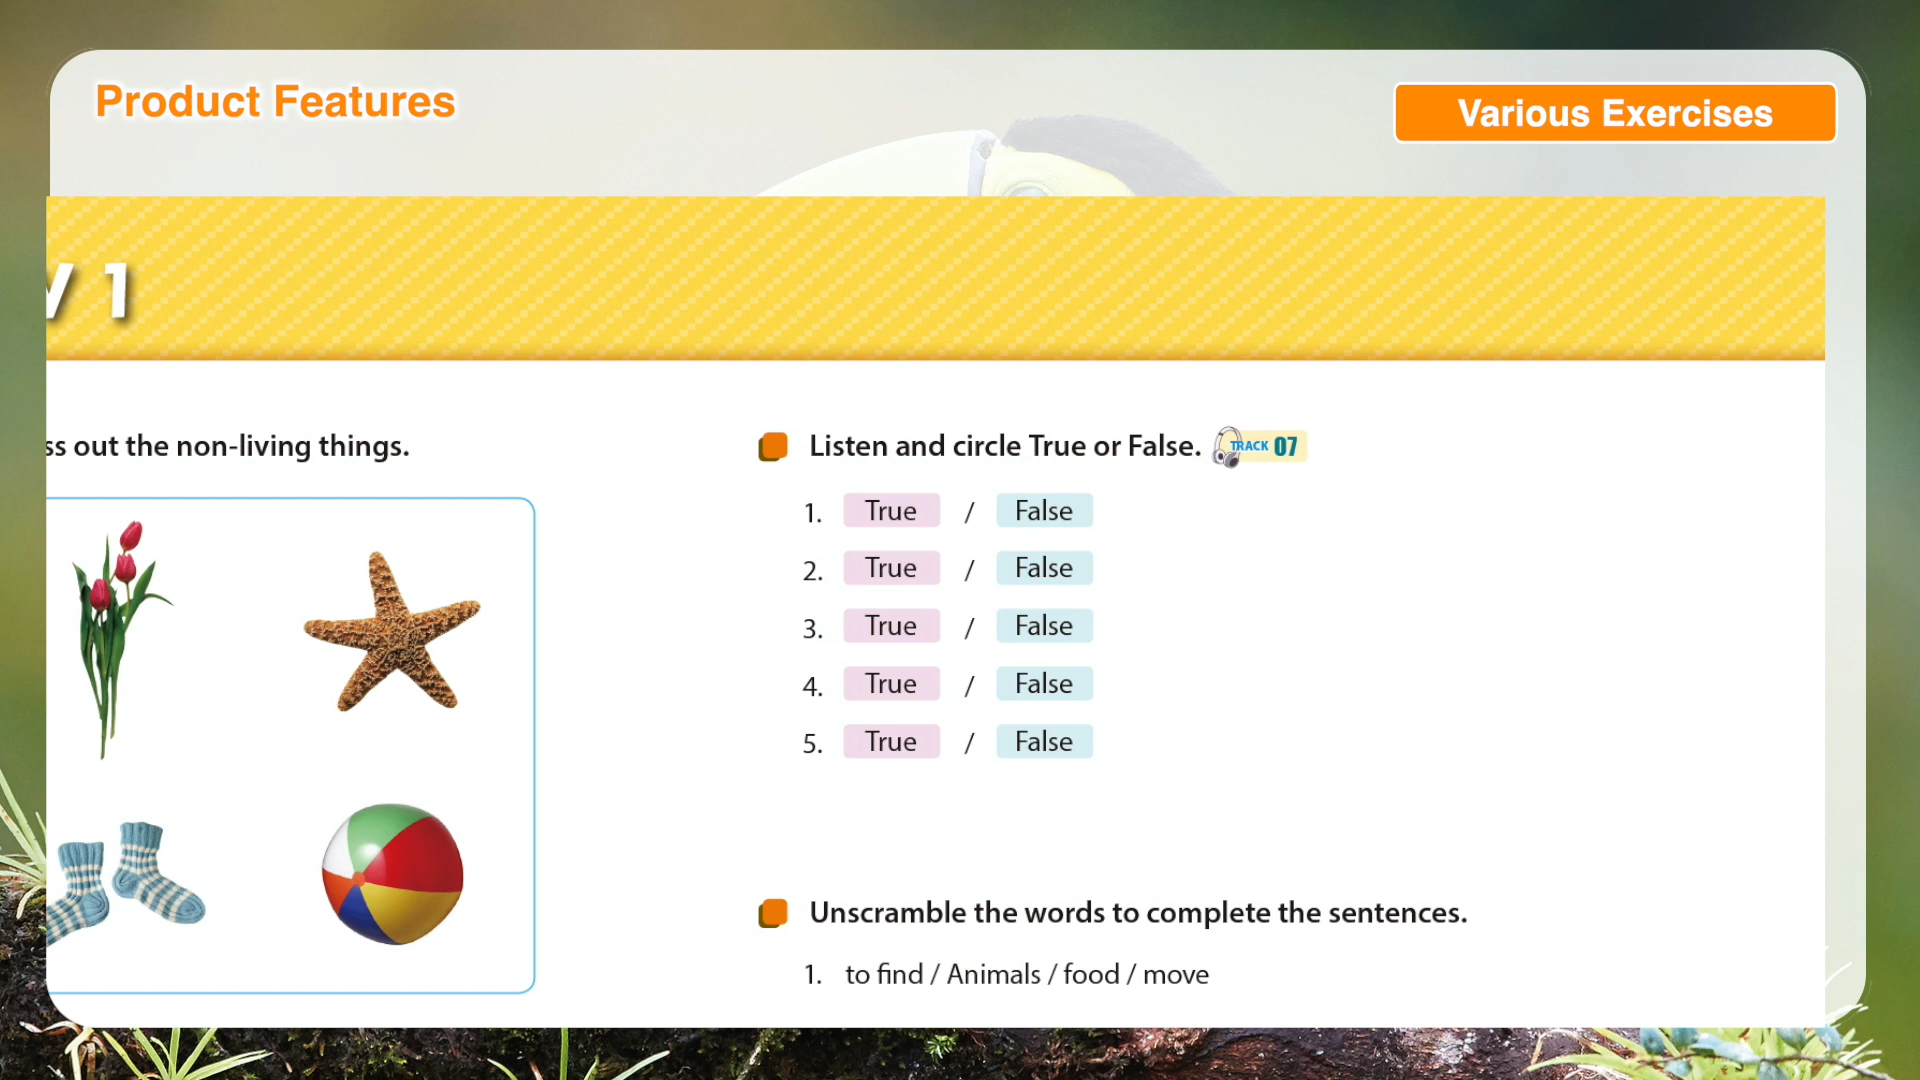 Product Features
Various Exercises
1
out the non-living things.
Listen and circle True or False. TRACK 07
1. True / False
2. True / False
3. True / False
4. True / False
5. True / False
Unscramble the words to complete the sentences.
1. to find / Animals / food / move